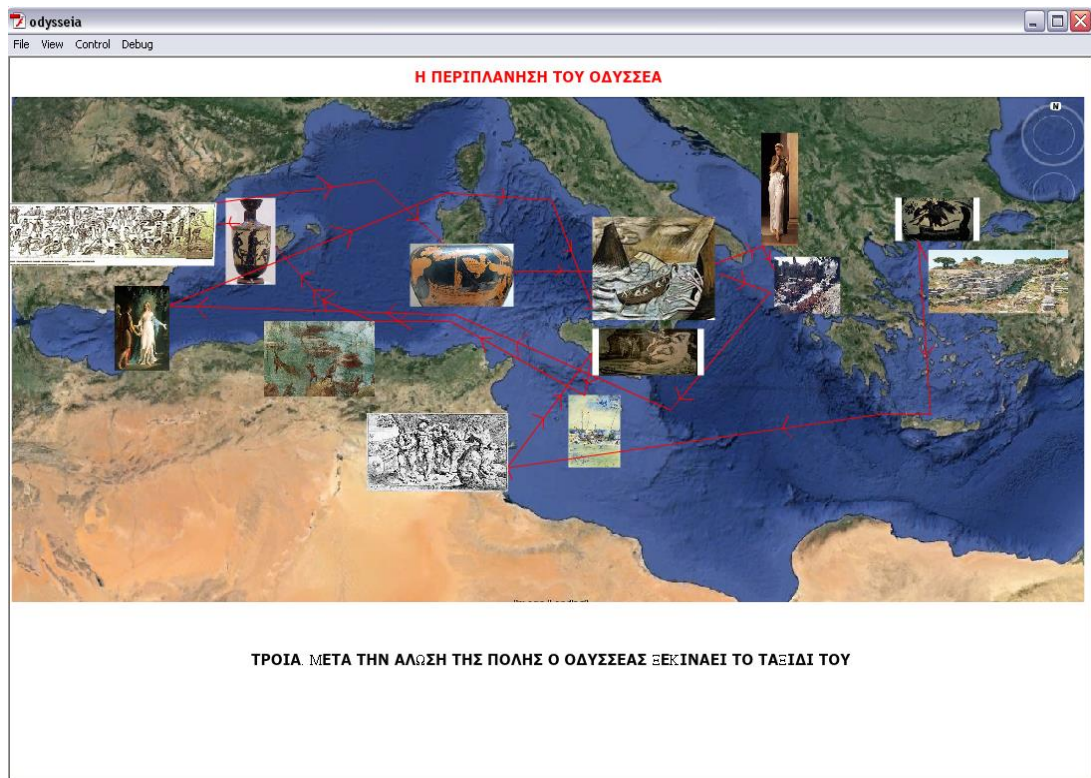 odysseia
File View Control Debug
Η ΠΕΡΙΠΛΑΝΗΣΗ ΤΟΥ ΟΔΥΣΣΕΑ
N
ΤΡΟΙΑ. ΜΕΤΑ ΤΗΝ ΑΛΩΣΗ ΤΗΣ ΠΟΛΗΣ Ο ΟΔΥΣΣΕΑΣ ΞΕΚΙΝΑΕΙ ΤΟ ΤΑΞΙΔΙ ΤΟΥ